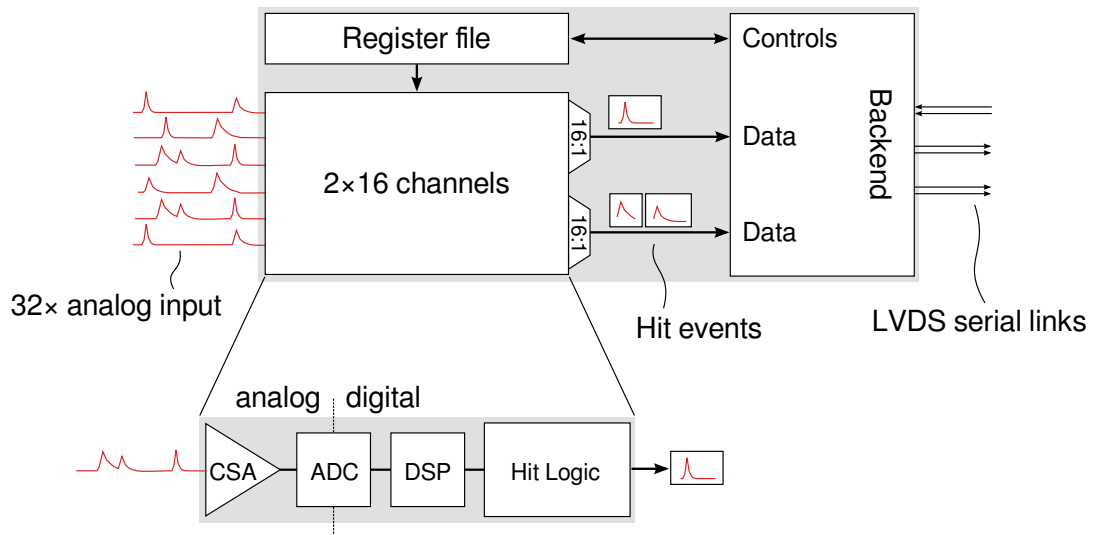 Register file
Controls
16:1
Data
2×16 channels
Backend
16:1
Data
32× analog input
Hit events
LVDS serial links
analog
digital
CSA
ADC
DSP
Hit Logic